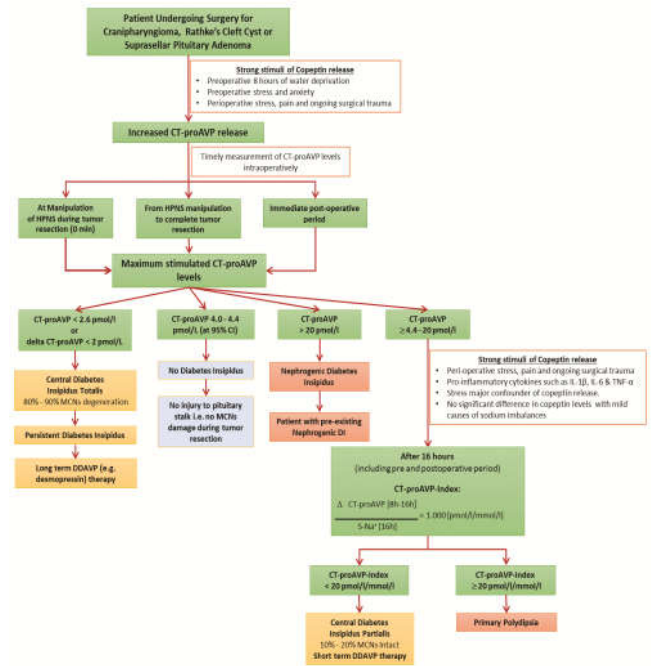 Patient Undergoing Surgery for
Cranipharyngioma, Rathke's Cleft Cyst or
Suprasellar Pituitary Adenoma
Strong stimuli of Copeptin release
• Preoperative 8 hours of water deprivation
• Preoperative stress and anxiety
• Perioperative stress, pain and ongoing surgical trauma
Increased CT-proAVP release
Timely measurement of CT-proAVP levels
intraoperatively
At Manipulation
of HPNS during tumor
resection (0 min)
From HPNS manipulation
to complete tumor
resection
Immediate post-operative
period
Maximum stimulated CT-proAVP
levels
CT-proAVP < 2.6 pmol/l
or
delta CT-proAVP < 2 pmol/L
CT-proAVP 4.0 - 4.4
pmol/L (at 95% CI)
CT-proAVP
> 20 pmol/l
CT-proAVP
≥ 4.4 - 20 pmol/l
Central Diabetes
Insipidus Totalis
80% - 90% MCNs degeneration
Persistent Diabetes Insipidus
Long term DDAVP (e.g.
desmopressin) therapy
No Diabetes Insipidus
No injury to pituitary
stalk i.e. no MCNs
damage during tumor
resection
Nephrogenic Diabetes
Insipidus
Patient with pre-existing
Nephrogenic DI
Strong stimuli of Copeptin release
• Peri-operative stress, pain and ongoing surgical trauma
• Pro-inflammatory cytokines such as IL-1β, IL-6 & TNF-α
• Stress major confounder of copeptin release.
• No significant difference in copeptin levels with mild
causes of sodium imbalances
After 16 hours
(including pre and postoperative period)
CT-proAVP-Index:
Δ CT-proAVP [8h-16h]
= 1.000 [pmol/l/mmol/l]
S-Na⁺ [16h]
CT-proAVP-Index
< 20 pmol/l/mmol/l
CT-proAVP-Index
≥ 20 pmol/l/mmol/l
Central Diabetes
Insipidus Partialis
10% - 20% MCNs Intact
Short term DDAVP therapy
Primary Polydipsia